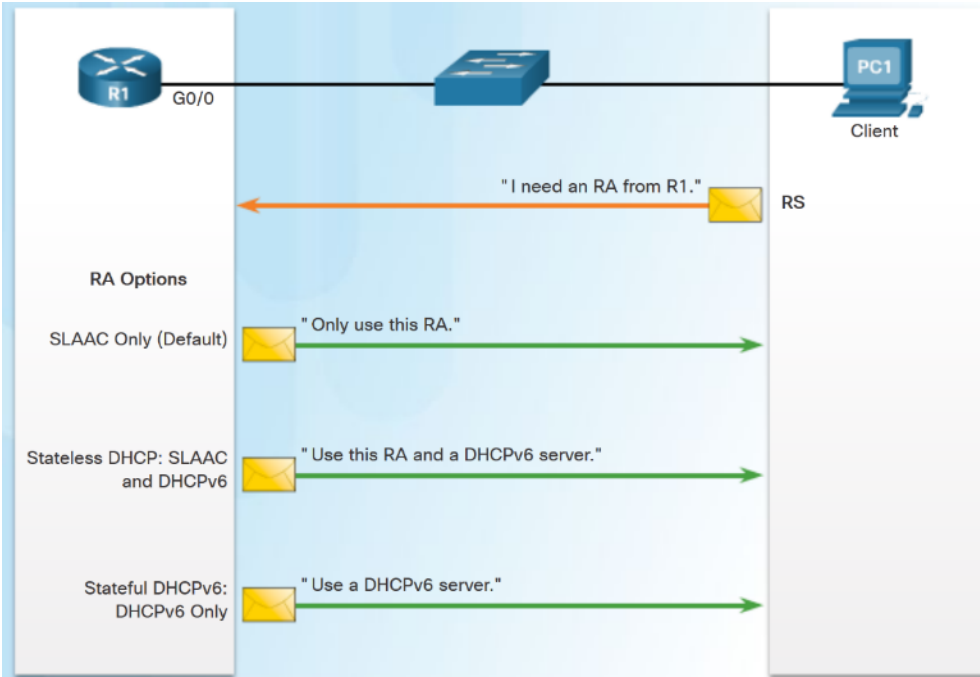 R1
G0/0
PC1
Client
"I need an RA from R1."
RS
RA Options
SLAAC Only (Default)
"Only use this RA."
Stateless DHCP: SLAAC
and DHCPv6
"Use this RA and a DHCPv6 server."
Stateful DHCPv6:
DHCPv6 Only
"Use a DHCPv6 server."